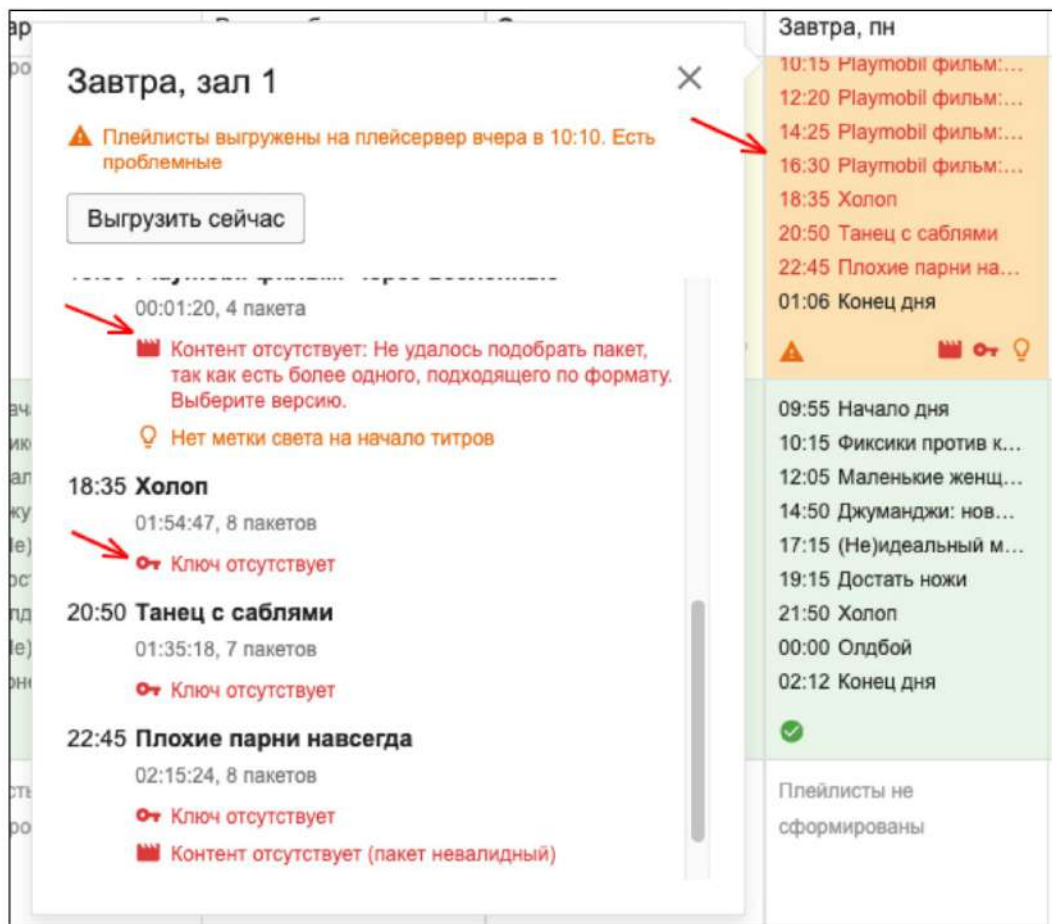 Завтра, зал 1
Плейлисты выгружены на плейсервер вчера в 10:10. Есть
проблемные
Выгрузить сейчас
00:01:20, 4 пакета
Контент отсутствует: Не удалось подобрать пакет,
так как есть более одного, подходящего по формату.
Выберите версию.
Нет метки света на начало титров
18:35 Холоп
01:54:47, 8 пакетов
Ключ отсутствует
20:50 Танец с саблями
01:35:18, 7 пакетов
Ключ отсутствует
22:45 Плохие парни навсегда
02:15:24, 8 пакетов
Ключ отсутствует
Контент отсутствует (пакет невалидный)
Завтра, пн
10:15 Playmobil фильм:...
12:20 Playmobil фильм:...
14:25 Playmobil фильм:...
16:30 Playmobil фильм:...
18:35 Холоп
20:50 Танец с саблями
22:45 Плохие парни на...
01:06 Конец дня
09:55 Начало дня
10:15 Фиксики против к...
12:05 Маленькие женщ...
14:50 Джуманджи: нов...
17:15 (Не)идеальный м...
19:15 Достать ножи
21:50 Холоп
00:00 Олдбой
02:12 Конец дня
Плейлисты не
сформированы